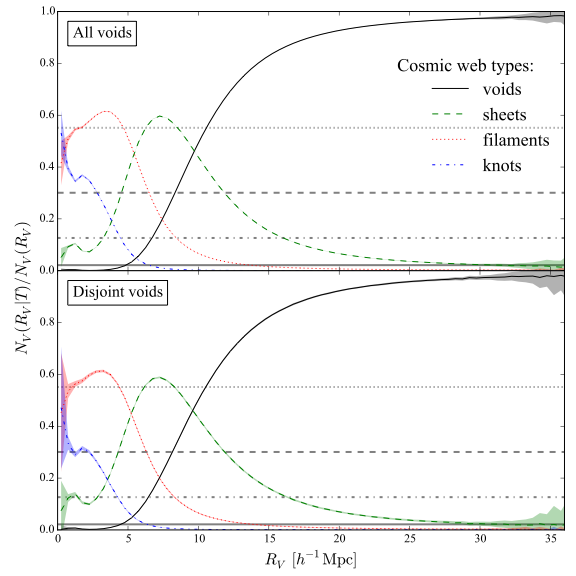 All voids
Cosmic web types:
voids
sheets
filaments
knots
1.0
0.8
0.6
0.4
0.2
0.0
Disjoint voids
0.8
0.6
0.4
0.2
0.0
0 5 10 15 20 25 30 35
N_V(R_V|T)/N_V(R_V)
R_V [h^{-1} Mpc]